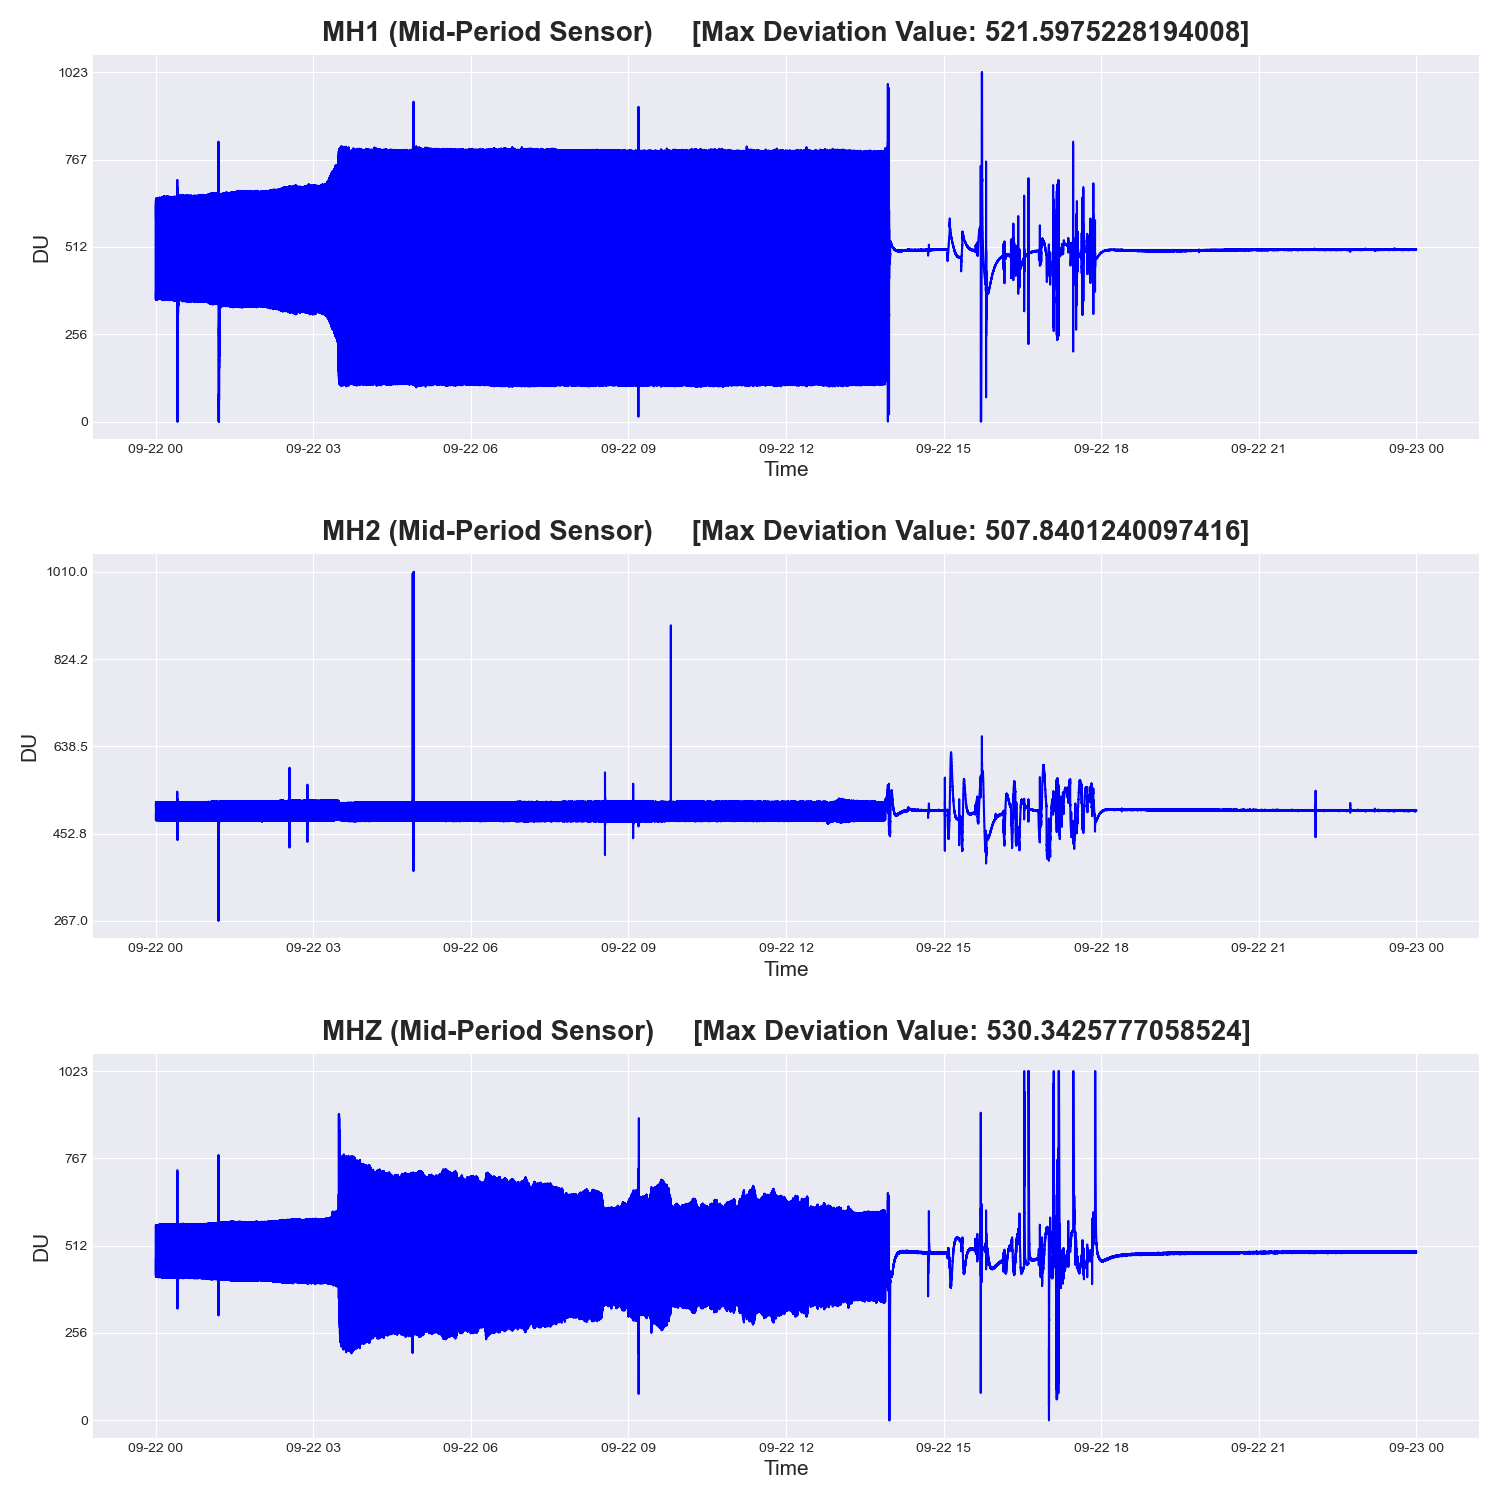 MH1 (Mid-Period Sensor) [Max Deviation Value: 521.5975228194008]
1023
767
512
256
0
DU
09-22 00 09-22 03 09-22 06 09-22 09 09-22 12 09-22 15 09-22 18 09-22 21 09-23 00
Time
MH2 (Mid-Period Sensor) [Max Deviation Value: 507.8401240097416]
1010.0
824.2
638.5
452.8
267.0
DU
09-22 00 09-22 03 09-22 06 09-22 09 09-22 12 09-22 15 09-22 18 09-22 21 09-23 00
Time
MHZ (Mid-Period Sensor) [Max Deviation Value: 530.3425777058524]
1023
767
512
256
0
DU
09-22 00 09-22 03 09-22 06 09-22 09 09-22 12 09-22 15 09-22 18 09-22 21 09-23 00
Time